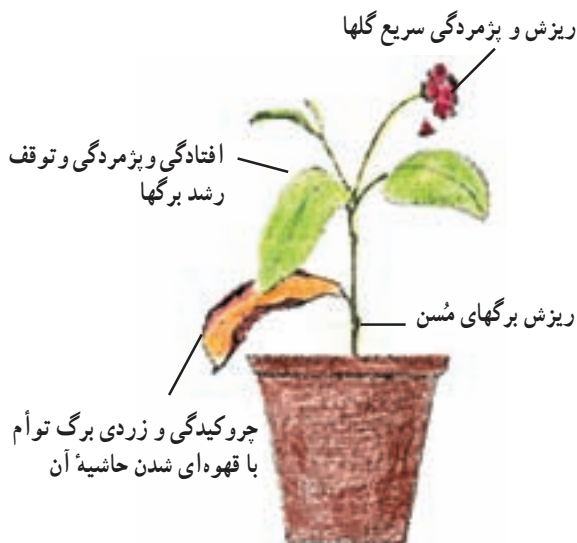 ریزش و پژمردگی سریع گلها
افتادگی و پژمردگی و توقف
رشد برگها
ریزش برگهای مُسن
چروکیدگی و زردی برگ توأم
با قهوه‌ای شدن حاشیهٔ آن